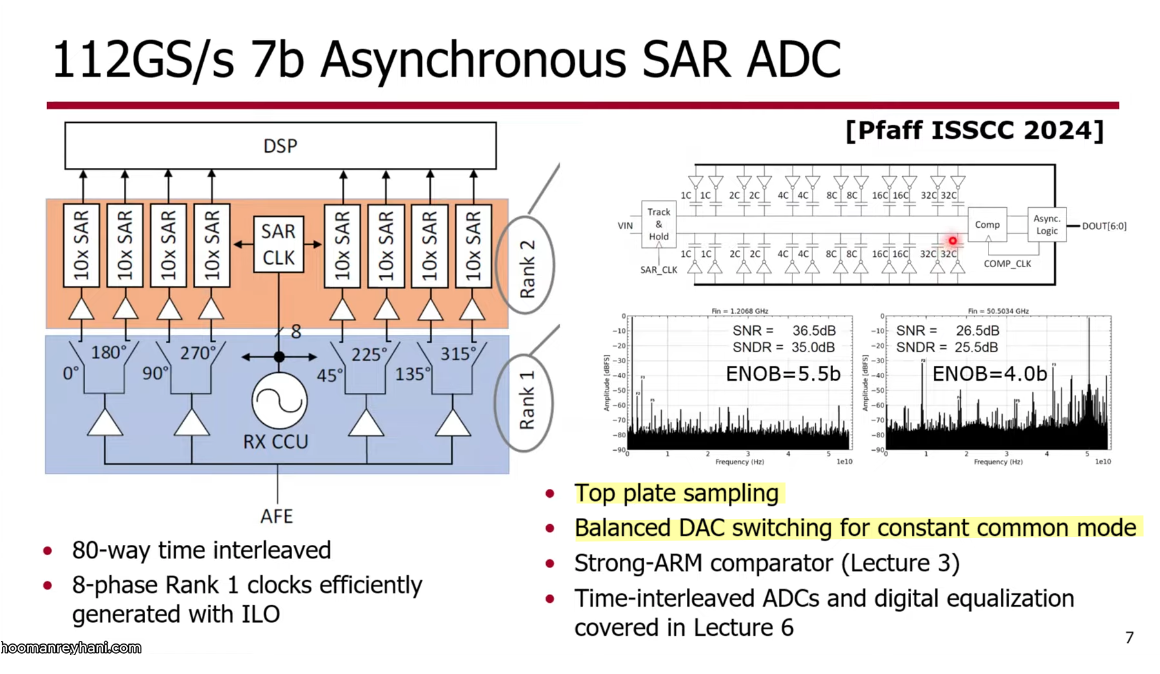 112GS/s 7b Asynchronous SAR ADC
[Pfaff ISSCC 2024]
DSP
10x SAR 10x SAR 10x SAR 10x SAR
SAR
CLK
10x SAR 10x SAR 10x SAR 10x SAR
Rank 2
8
0° 180° 90° 270° 45° 225° 135° 315°
Rank 1
RX CCU
AFE
80-way time interleaved
8-phase Rank 1 clocks efficiently
generated with ILO
1C 1C 2C 2C 4C 4C 8C 8C 16C 16C 32C 32C
VIN
Track
&
Hold
Comp
Async.
Logic
DOUT[6:0]
1C 1C 2C 2C 4C 4C 8C 8C 16C 16C 32C 32C
SAR_CLK
COMP_CLK
Fin = 1.2068 GHz
SNR = 36.5dB
SNDR = 35.0dB
ENOB=5.5b
Amplitude [dBFS]
0
−10
−20
−30
−40
−50
−60
−70
−80
−90
0 1 2 3 4 5
1e10
Frequency (Hz)
Fin = 50.5034 GHz
SNR = 26.5dB
SNDR = 25.5dB
ENOB=4.0b
Amplitude [dBFS]
0
−10
−20
−30
−40
−50
−60
−70
−80
−90
0 1 2 3 4 5
1e10
Frequency (Hz)
Top plate sampling
Balanced DAC switching for constant common mode
Strong-ARM comparator (Lecture 3)
Time-interleaved ADCs and digital equalization
covered in Lecture 6
7
hoomanreyhani.com